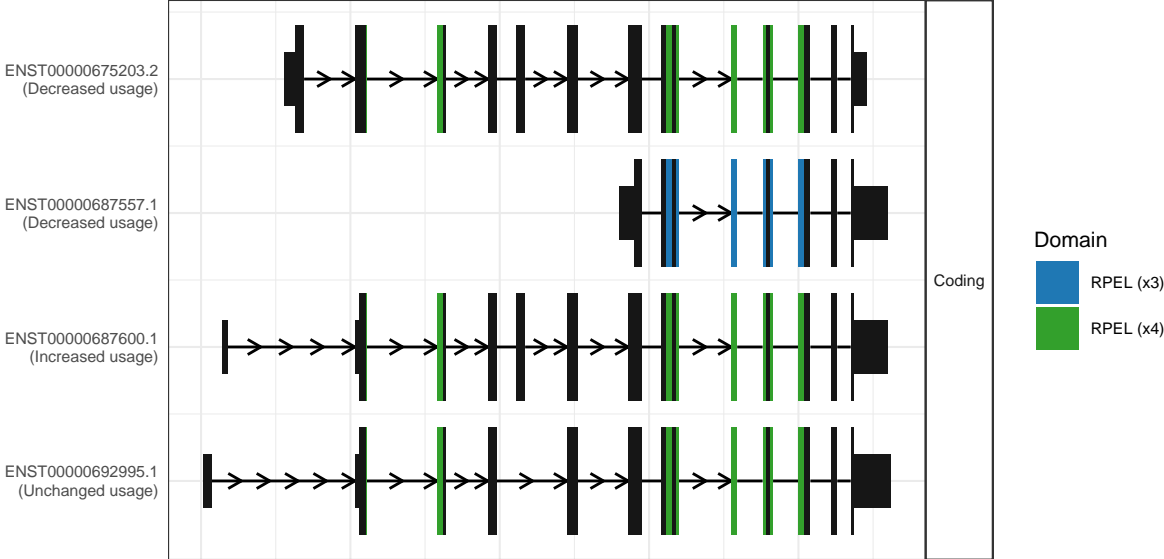 ENST00000675203.2
(Decreased usage)
ENST00000687557.1
(Decreased usage)
ENST00000687600.1
(Increased usage)
ENST00000692995.1
(Unchanged usage)
Coding
Domain
RPEL (x3)
RPEL (x4)